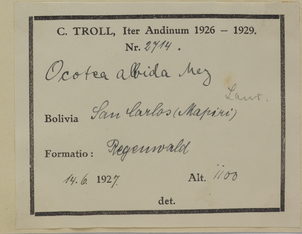 C. TROLL, Iter Andinum 1926 – 1929.
Nr. 2714.
Ocotea albida Mez
Laur.
Bolivia San Carlos (Mapiri)
Formatio: Regenwald
14.6. 1927. Alt. 1100
det.